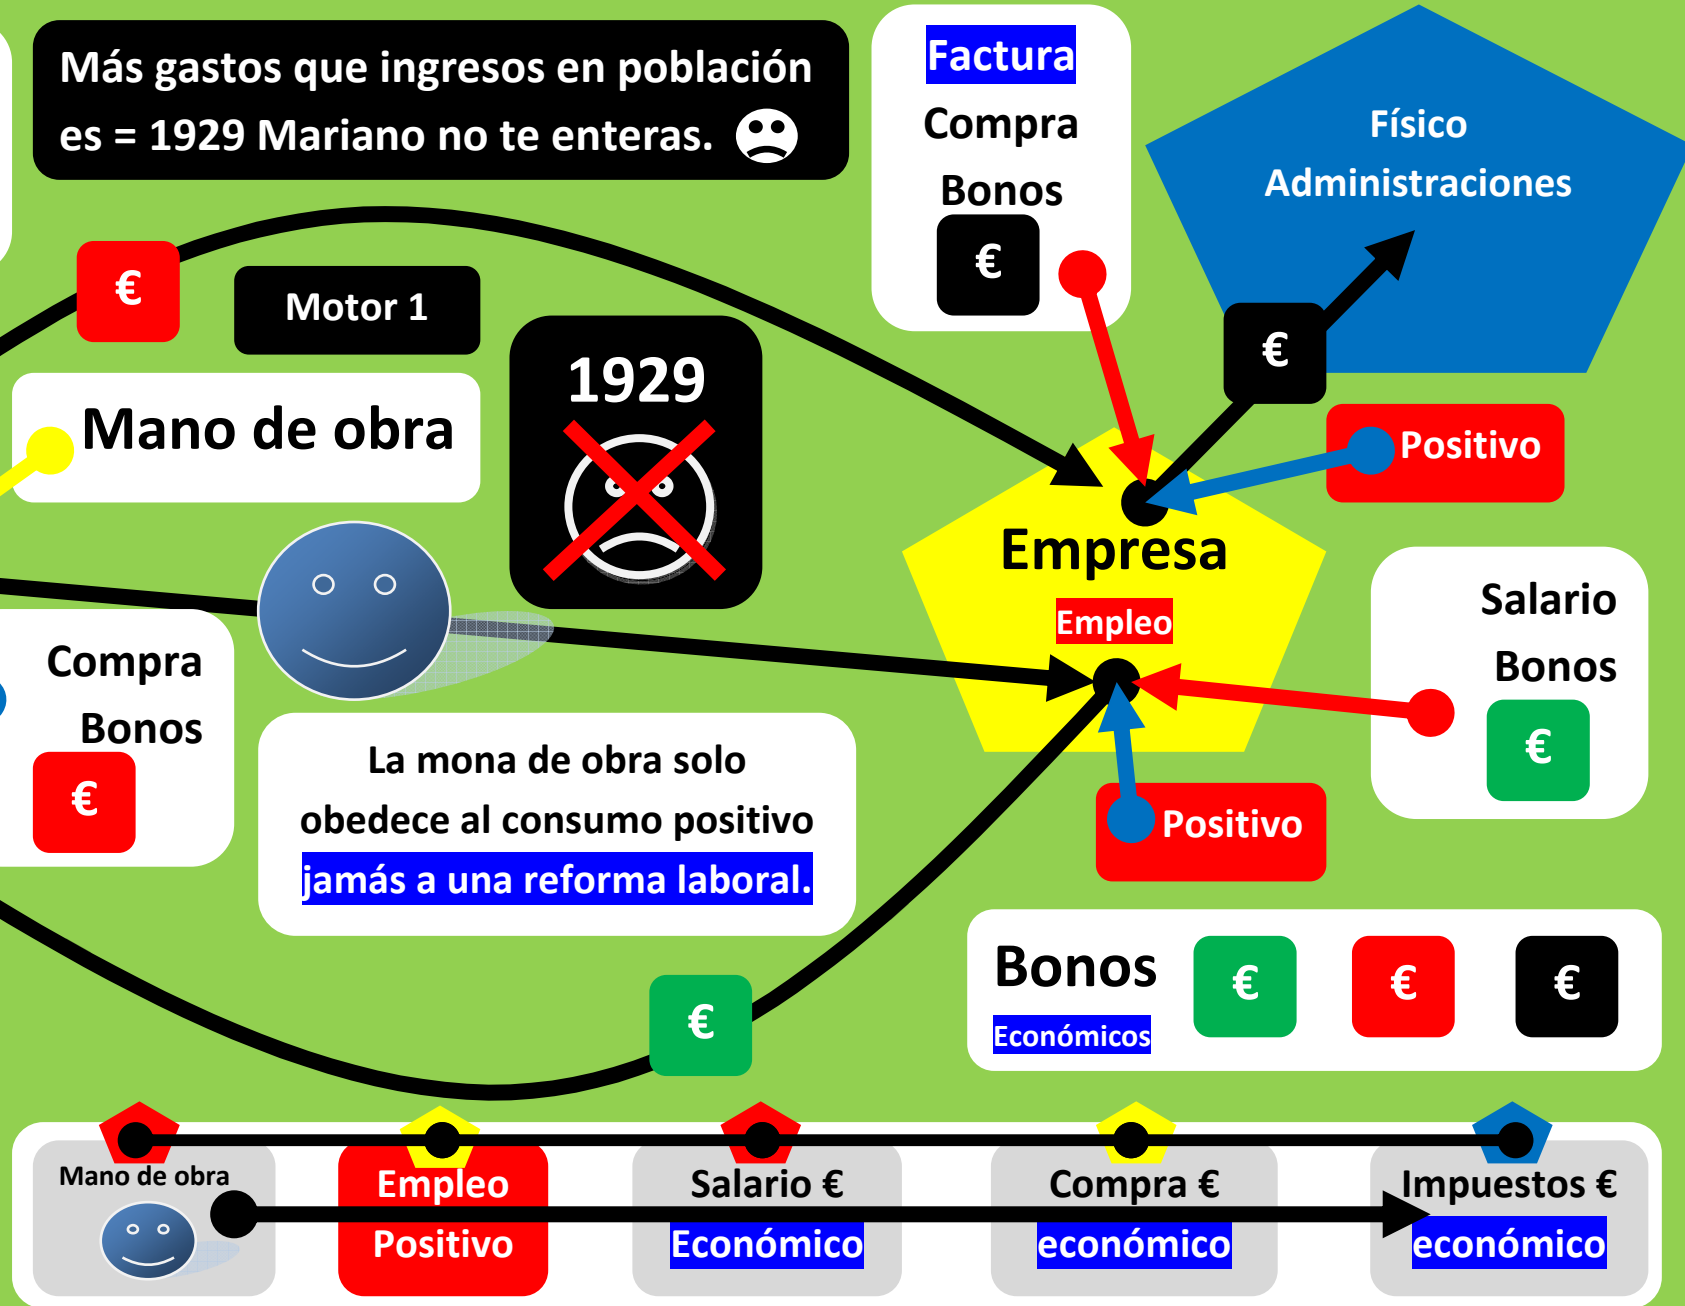 Más gastos que ingresos en población
es = 1929 Mariano no te enteras.
Factura
Compra
Bonos
€
Físico
Administraciones
€
€
Motor 1
1929
Mano de obra
Positivo
Empresa
Empleo
Salario
Bonos
€
Compra
Bonos
€
La mona de obra solo
obedece al consumo positivo
jamás a una reforma laboral.
Positivo
€
Bonos
Económicos
€ € €
Mano de obra
Empleo
Positivo
Salario €
Económico
Compra €
económico
Impuestos €
económico